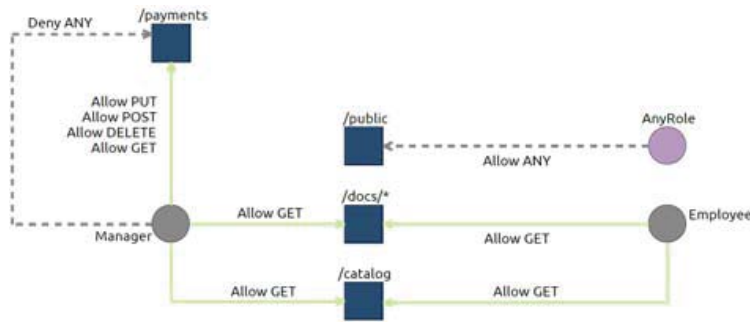 /payments
Deny ANY
Allow PUT
Allow POST
Allow DELETE
Allow GET
/public
AnyRole
Allow ANY
/docs/*
Allow GET
Employee
Manager
Allow GET
/catalog
Allow GET
Allow GET